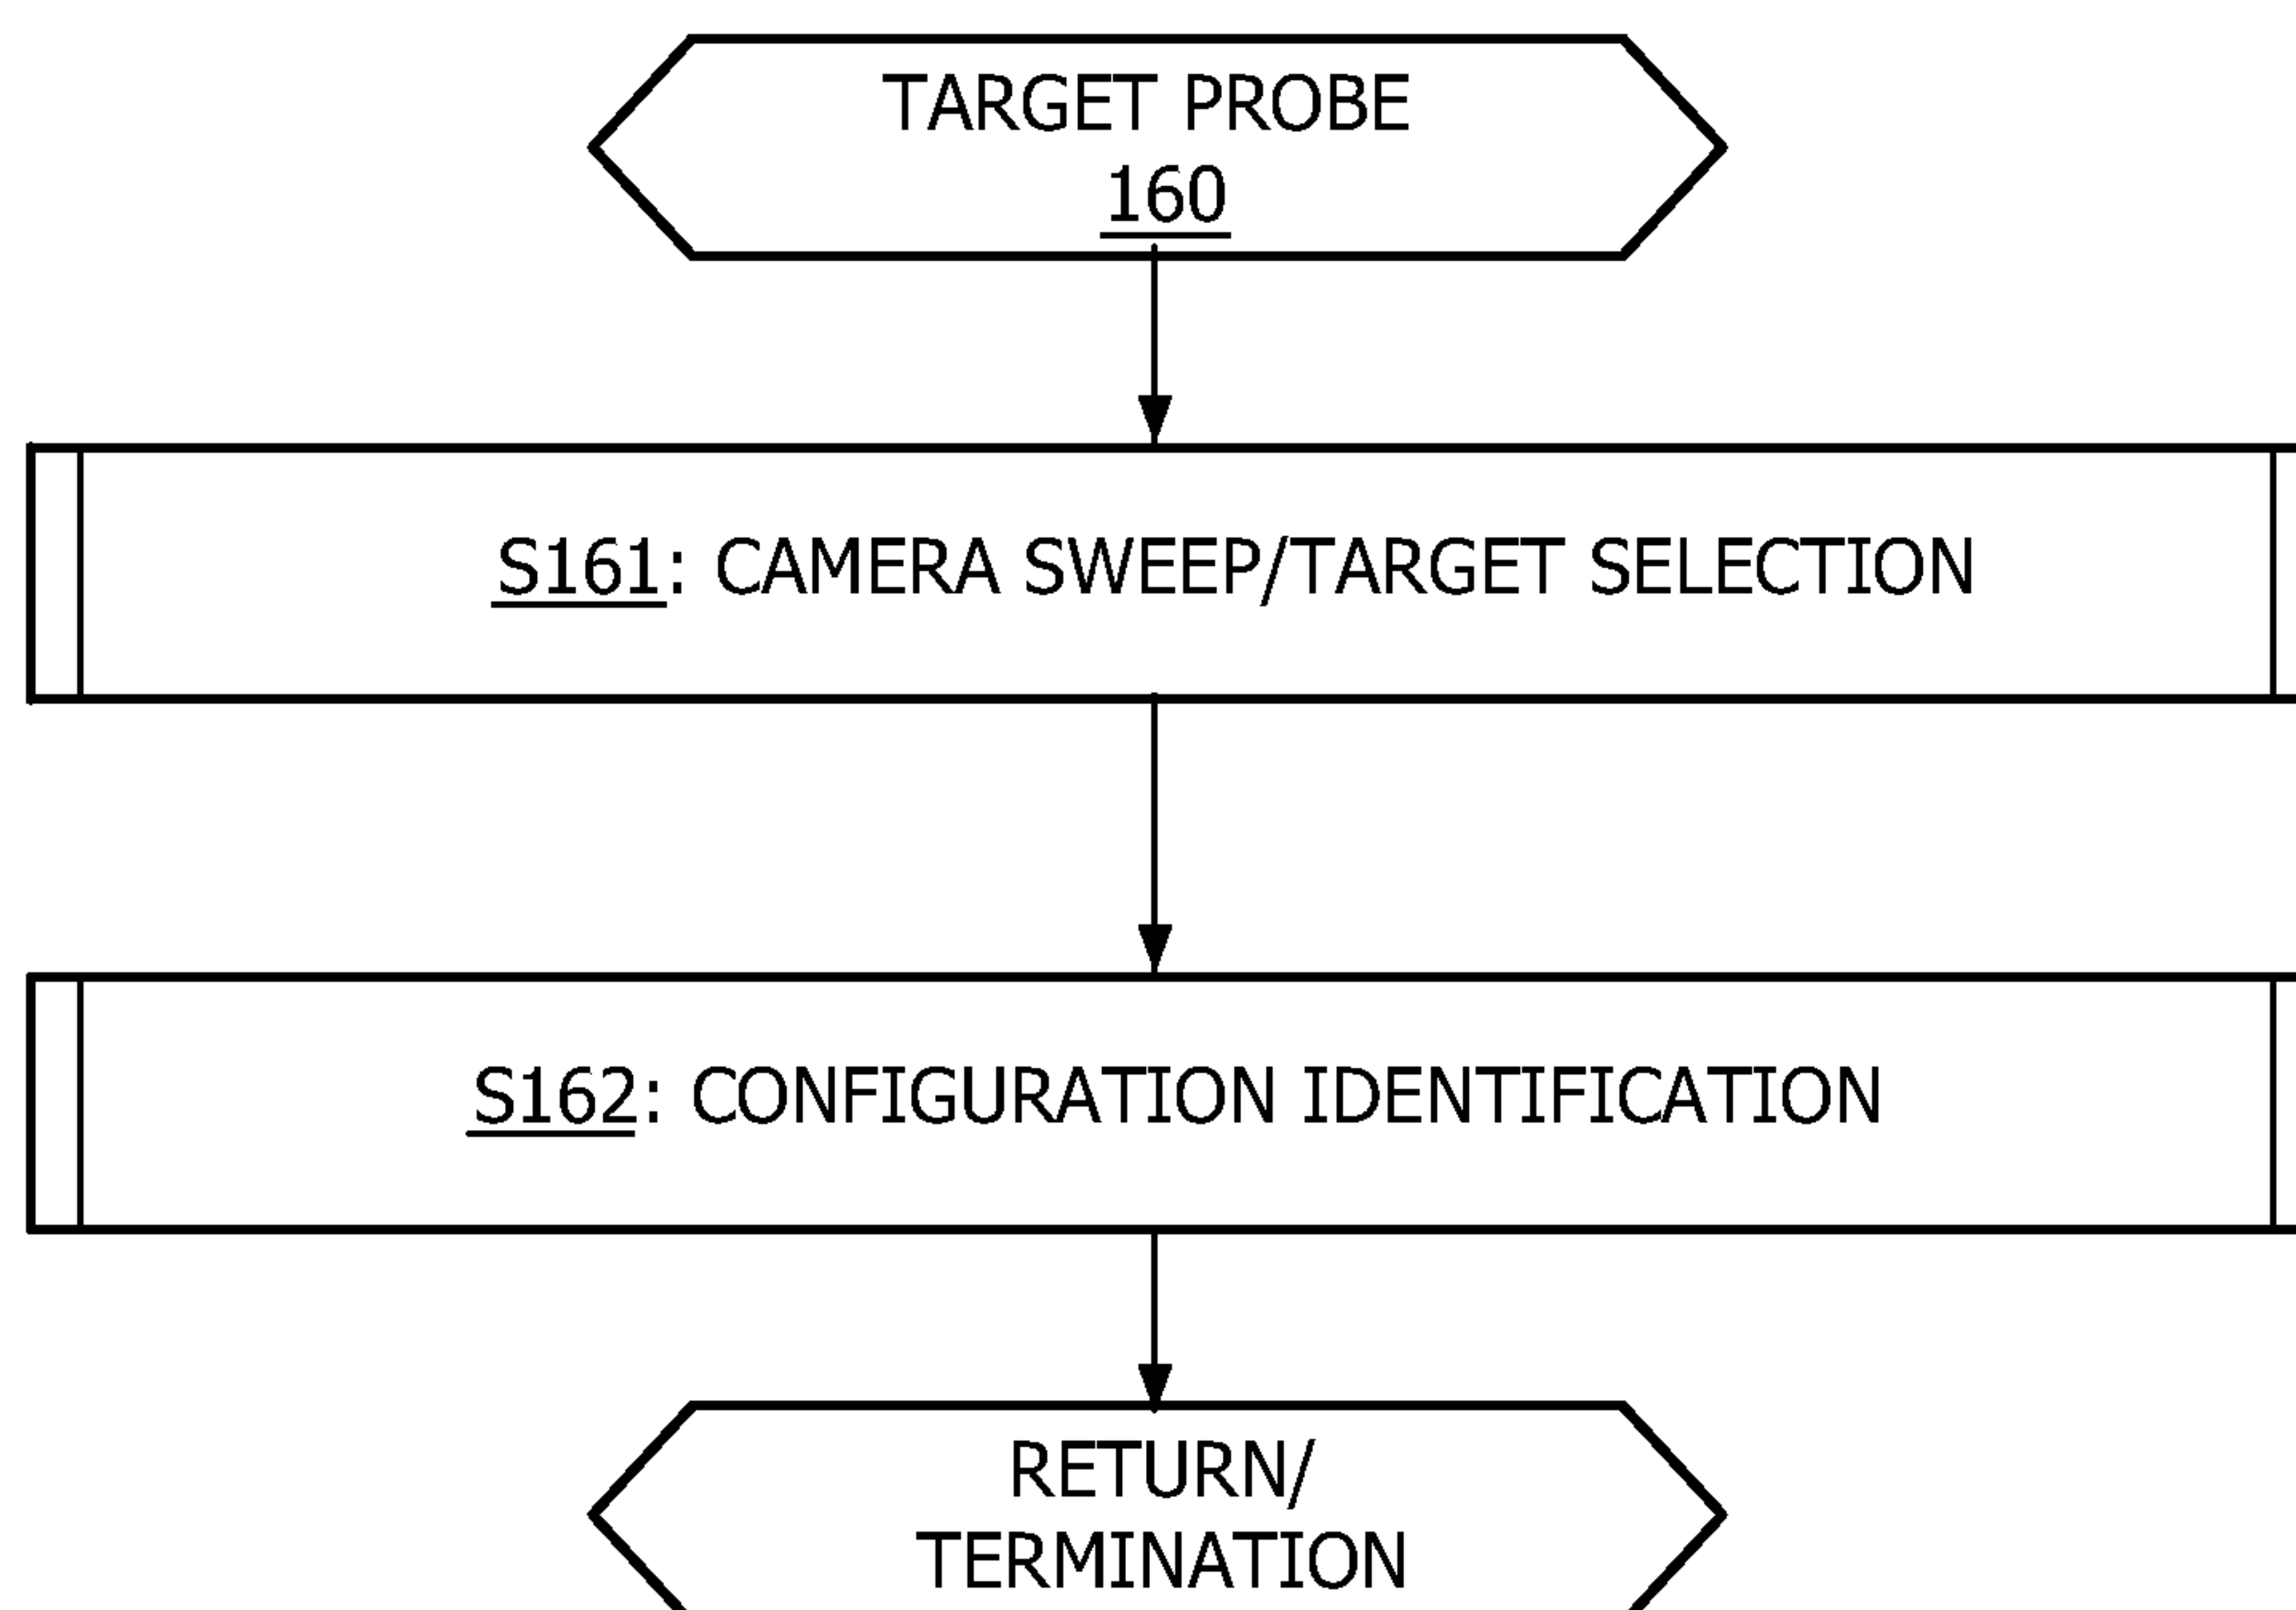 TARGET PROBE
160
S161: CAMERA SWEEP/TARGET SELECTION
S162: CONFIGURATION IDENTIFICATION
RETURN/
TERMINATION